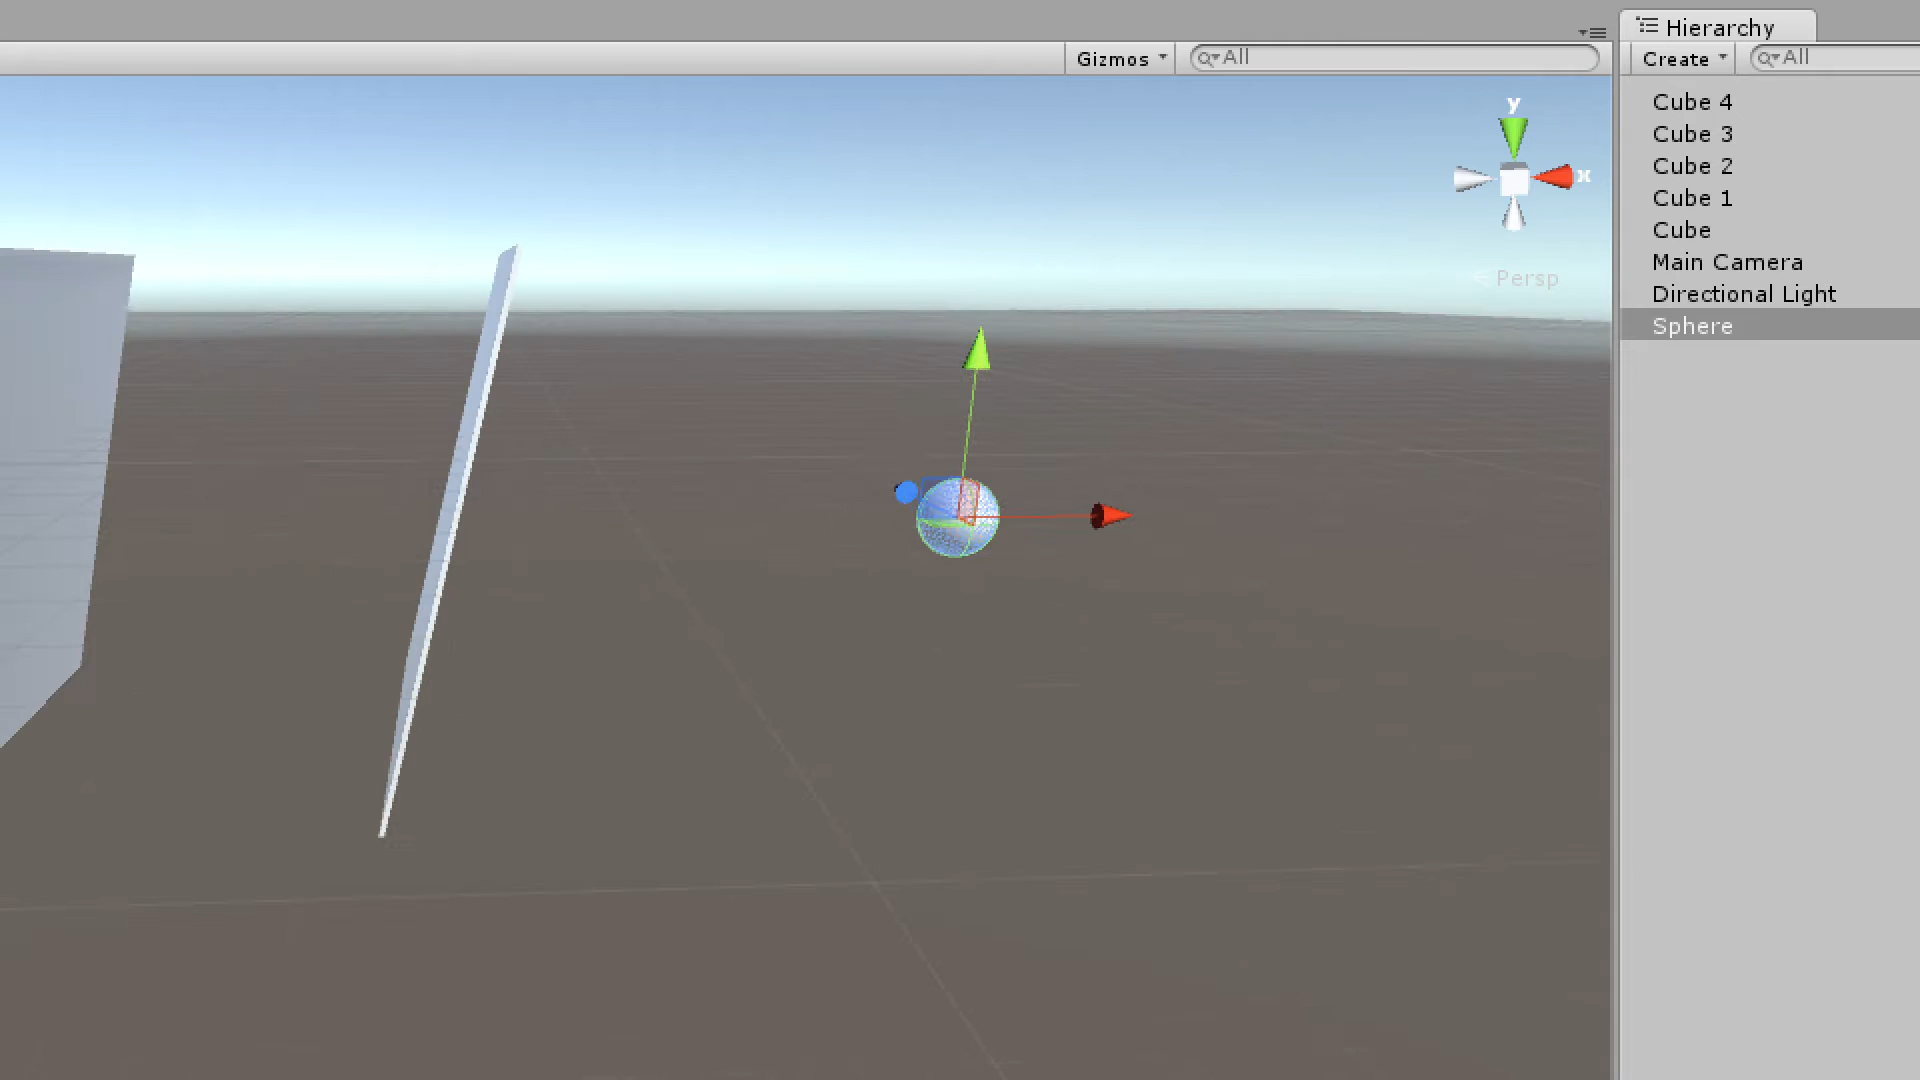 Hierarchy
Gizmos
All
Create
All
y
x
Persp
Cube 4
Cube 3
Cube 2
Cube 1
Cube
Main Camera
Directional Light
Sphere